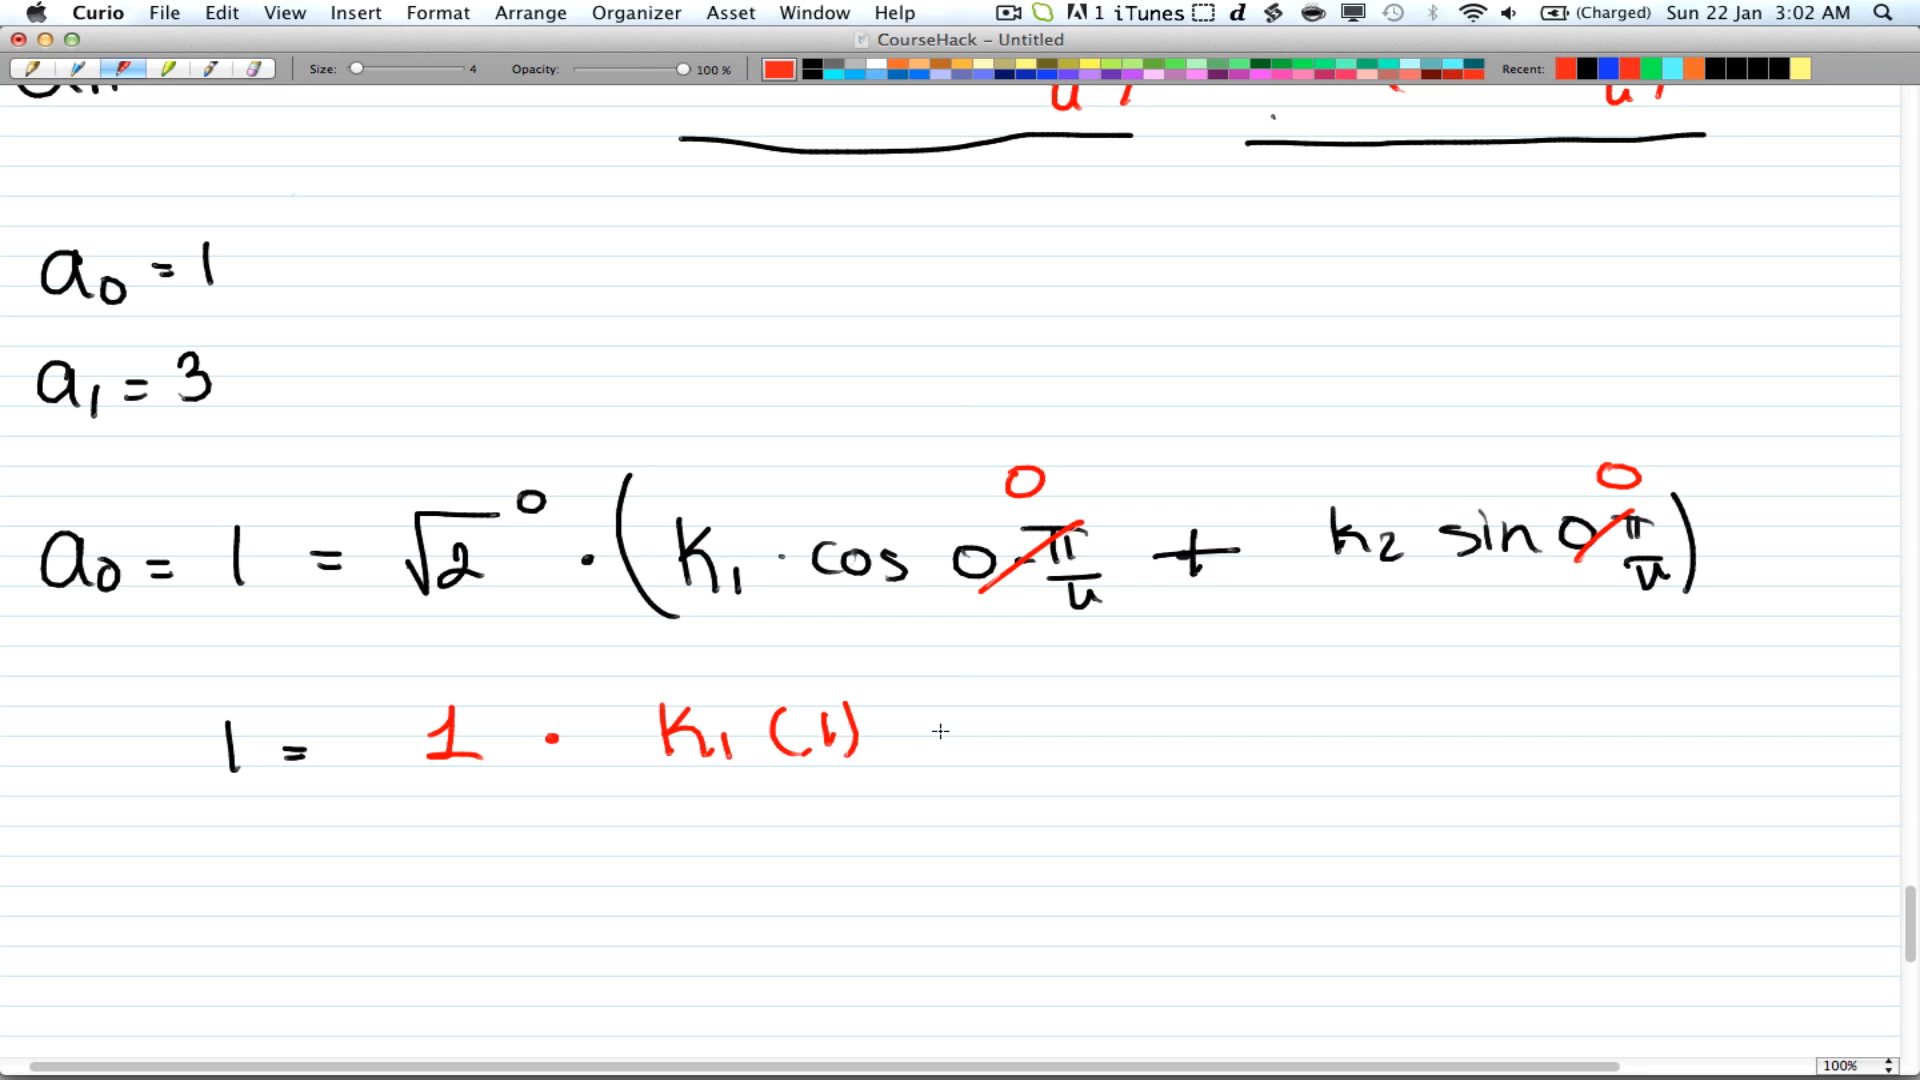 Curio File Edit View Insert Format Arrange Organizer Asset Window Help 1 iTunes d (Charged) Sun 22 Jan 3:02 AM
CourseHack – Untitled
Size: 4 Opacity: 100 % Recent:
a₀ = 1
a₁ = 3
0 0
a₀ = 1 = √2⁰ · (K₁ · cos 0·π/4 + k₂ sin 0π/4)
1 = 1 · K₁ (1)
100%